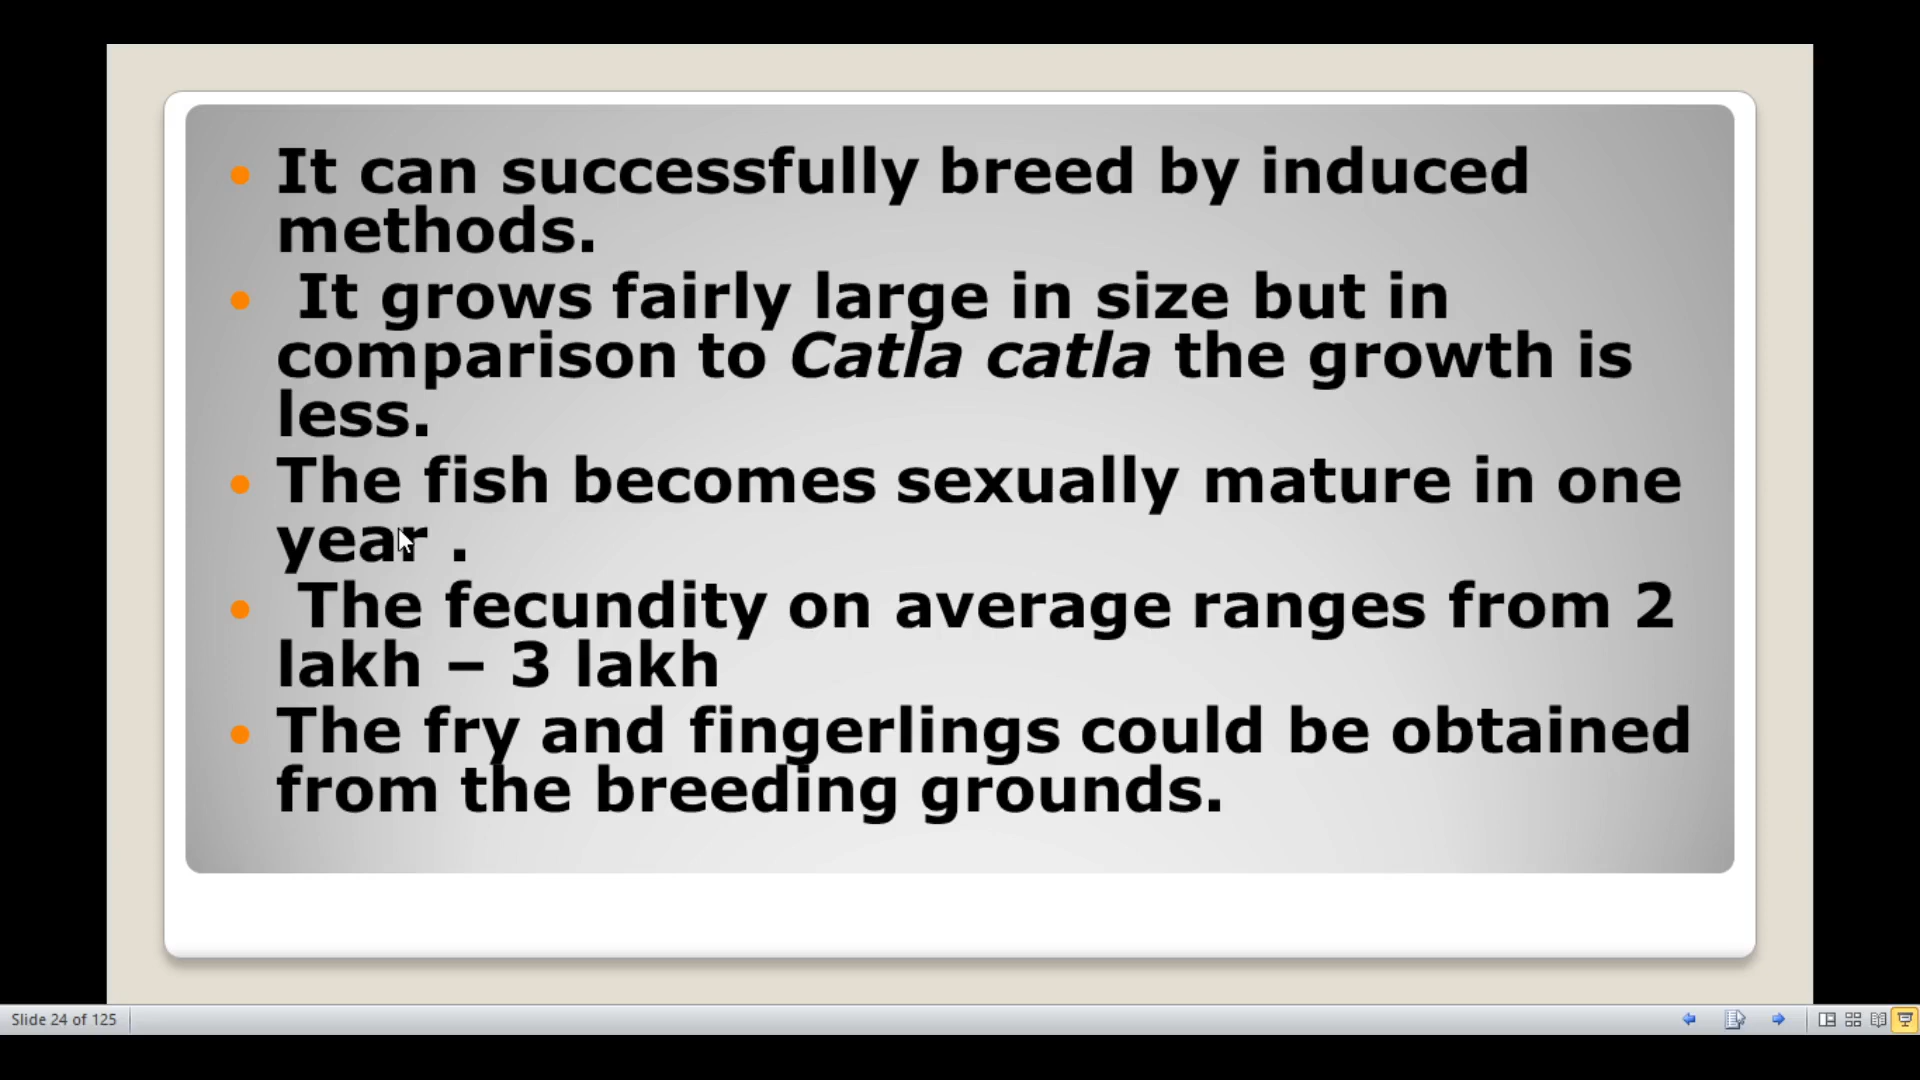 It can successfully breed by induced
methods.
It grows fairly large in size but in
comparison to Catla catla the growth is
less.
The fish becomes sexually mature in one
year .
The fecundity on average ranges from 2
lakh – 3 lakh
The fry and fingerlings could be obtained
from the breeding grounds.
Slide 24 of 125